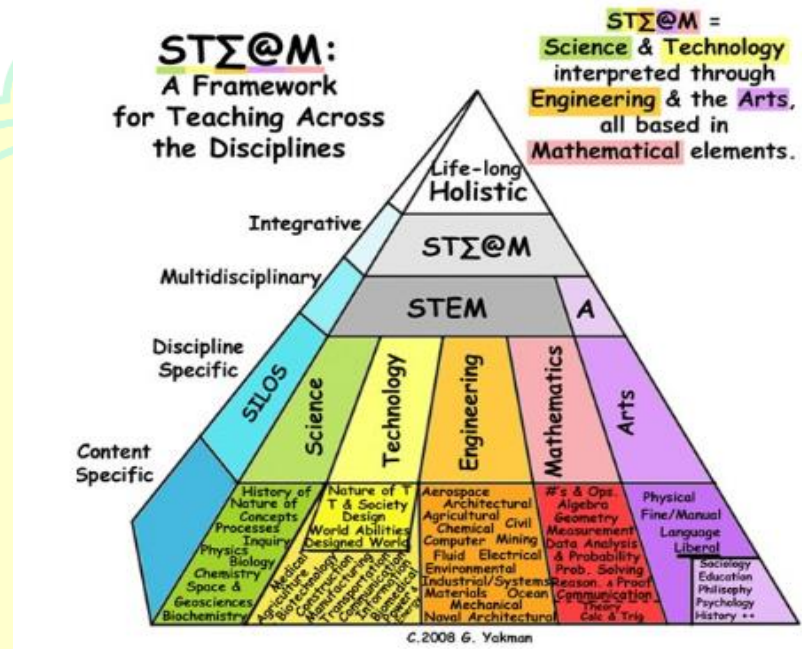 STΣ@M:
A Framework
for Teaching Across
the Disciplines
STΣ@M =
Science & Technology
interpreted through
Engineering & the Arts,
all based in
Mathematical elements.
Life-long
Holistic
Integrative
STΣ@M
Multidisciplinary
STEM
A
Discipline
Specific
SILOS
Science
Technology
Engineering
Mathematics
Arts
Content
Specific
History of
Nature of
Concepts
Processes
Inquiry
Physics
Biology
Chemistry
Space &
Geosciences
Biochemistry
Nature of T
T & Society
Design
World Abilities
Designed World
Medical
Agriculture &
Biotechnology
Construction
Manufacturing
Transportation
Communication
Information
Biomedical
Power &
Energy
Aerospace
Architectural
Agricultural
Chemical Civil
Computer Mining
Fluid Electrical
Environmental
Industrial/Systems
Materials Ocean
Mechanical
Naval Architectural
#'s & Ops.
Algebra
Geometry
Measurement
Data Analysis
& Probability
Prob. Solving
Reason. & Proof
Communication
Theory
Calc & Trig
Physical
Fine/Manual
Language
Liberal
Sociology
Education
Philisophy
Psychology
History ++
C.2008 G. Yakman